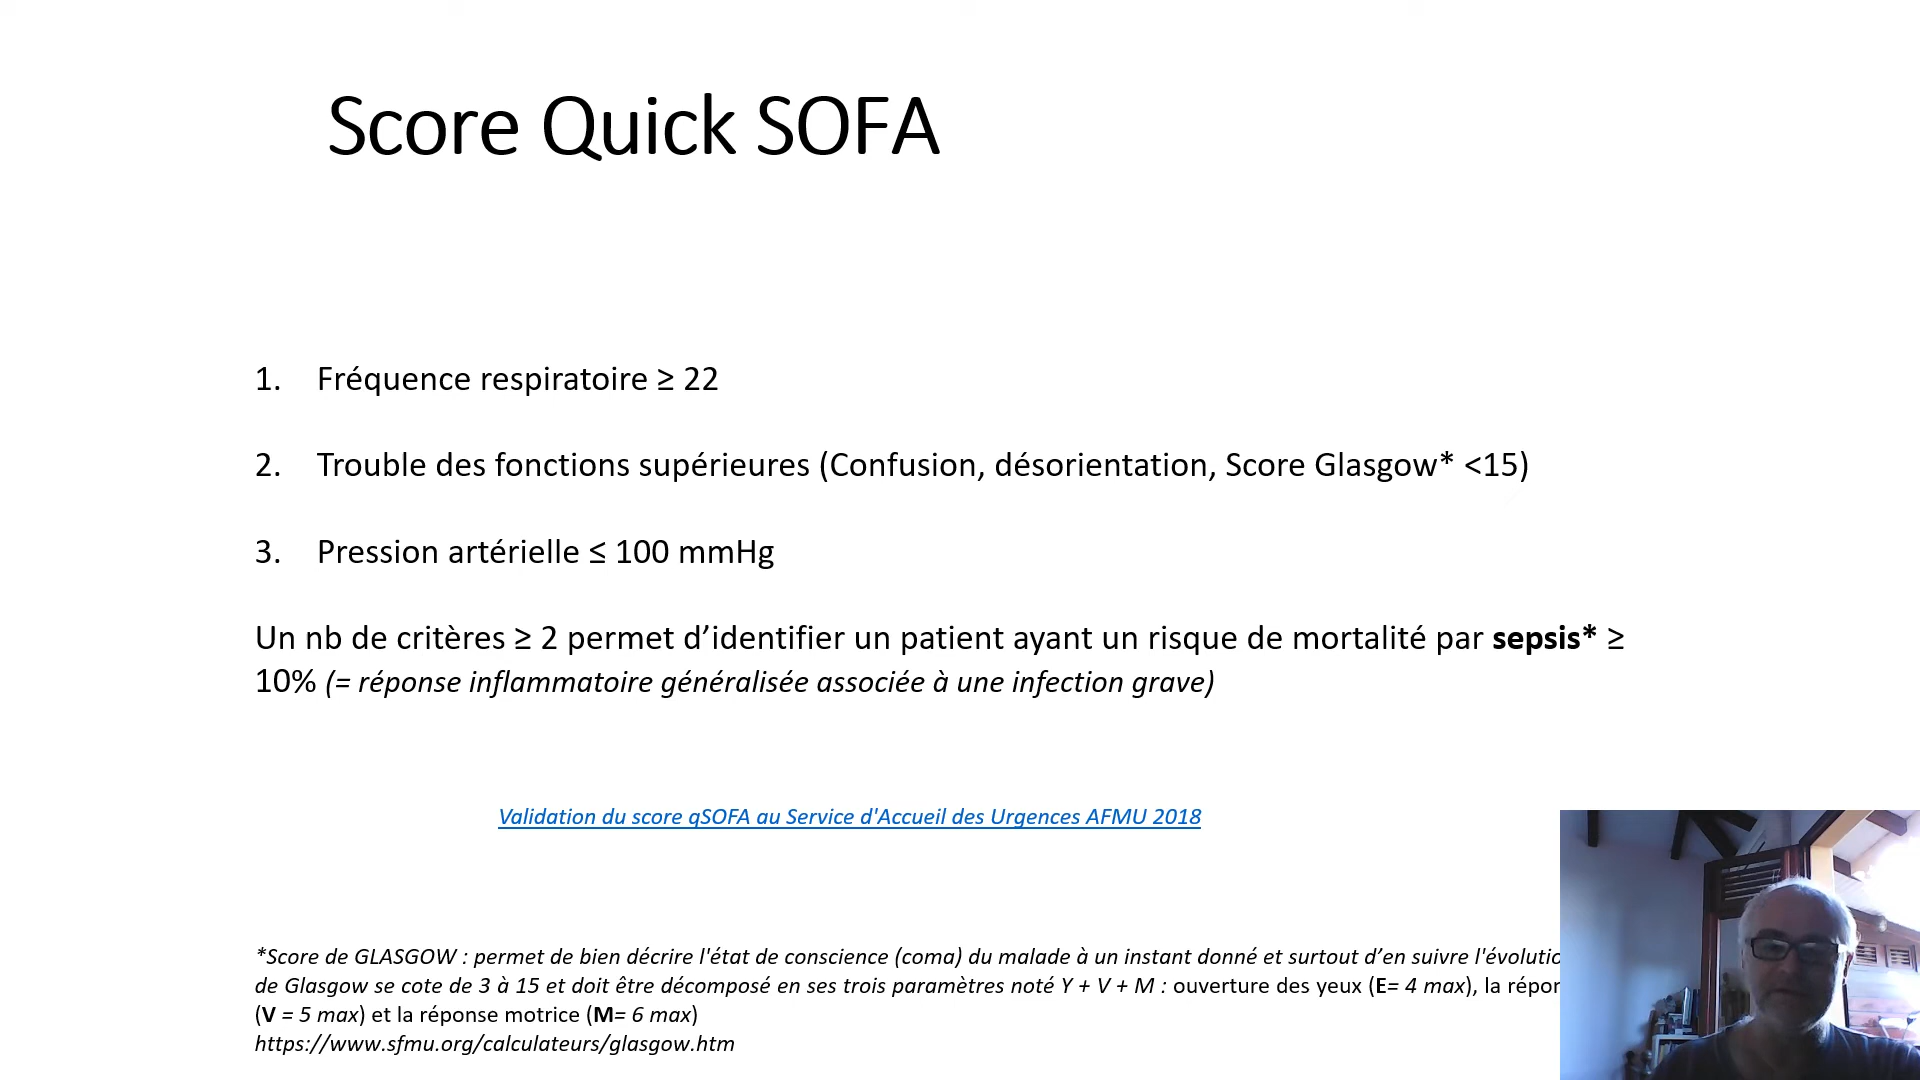 Score Quick SOFA
1. Fréquence respiratoire ≥ 22
2. Trouble des fonctions supérieures (Confusion, désorientation, Score Glasgow* <15)
3. Pression artérielle ≤ 100 mmHg
Un nb de critères ≥ 2 permet d’identifier un patient ayant un risque de mortalité par sepsis* ≥
10% (= réponse inflammatoire généralisée associée à une infection grave)
Validation du score qSOFA au Service d'Accueil des Urgences AFMU 2018
*Score de GLASGOW : permet de bien décrire l'état de conscience (coma) du malade à un instant donné et surtout d’en suivre
de Glasgow se cote de 3 à 15 et doit être décomposé en ses trois paramètres noté Y + V + M : ouverture des yeux (E= 4 max), la
(V = 5 max) et la réponse motrice (M= 6 max)
https://www.sfmu.org/calculateurs/glasgow.htm